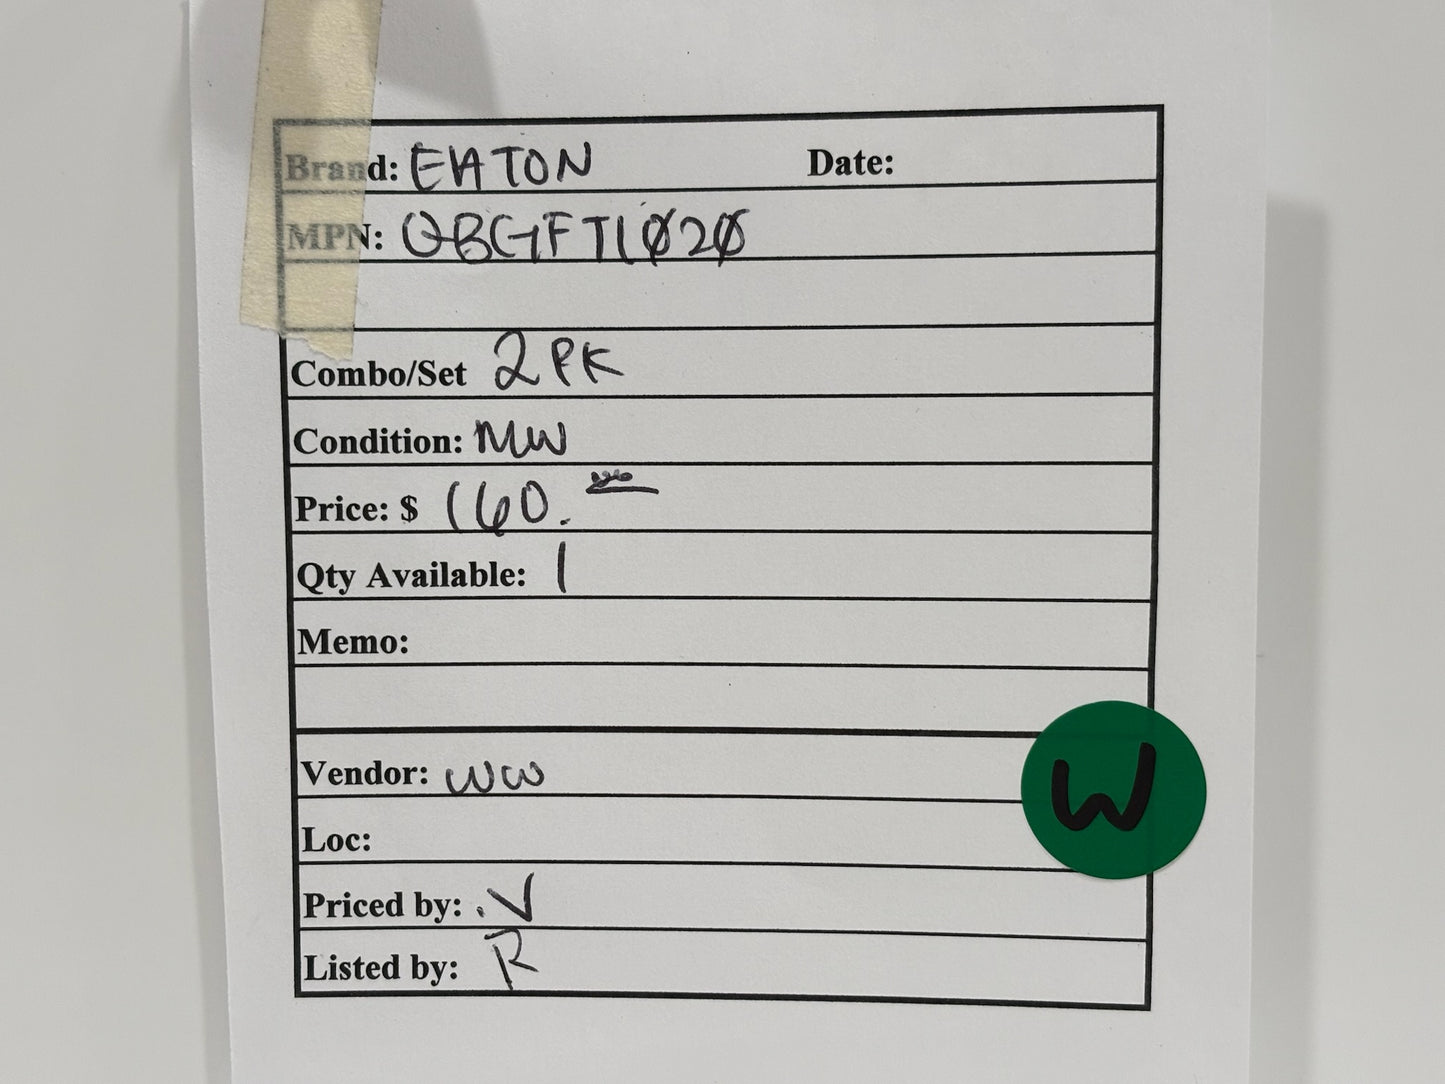 Brand: EATON Date:
MPN: QBGFT1020
Combo/Set 2PK
Condition: NW
Price: $ 160.00
Qty Available: 1
Memo:
Vendor: WW
W
Loc:
Priced by: .V
Listed by: R